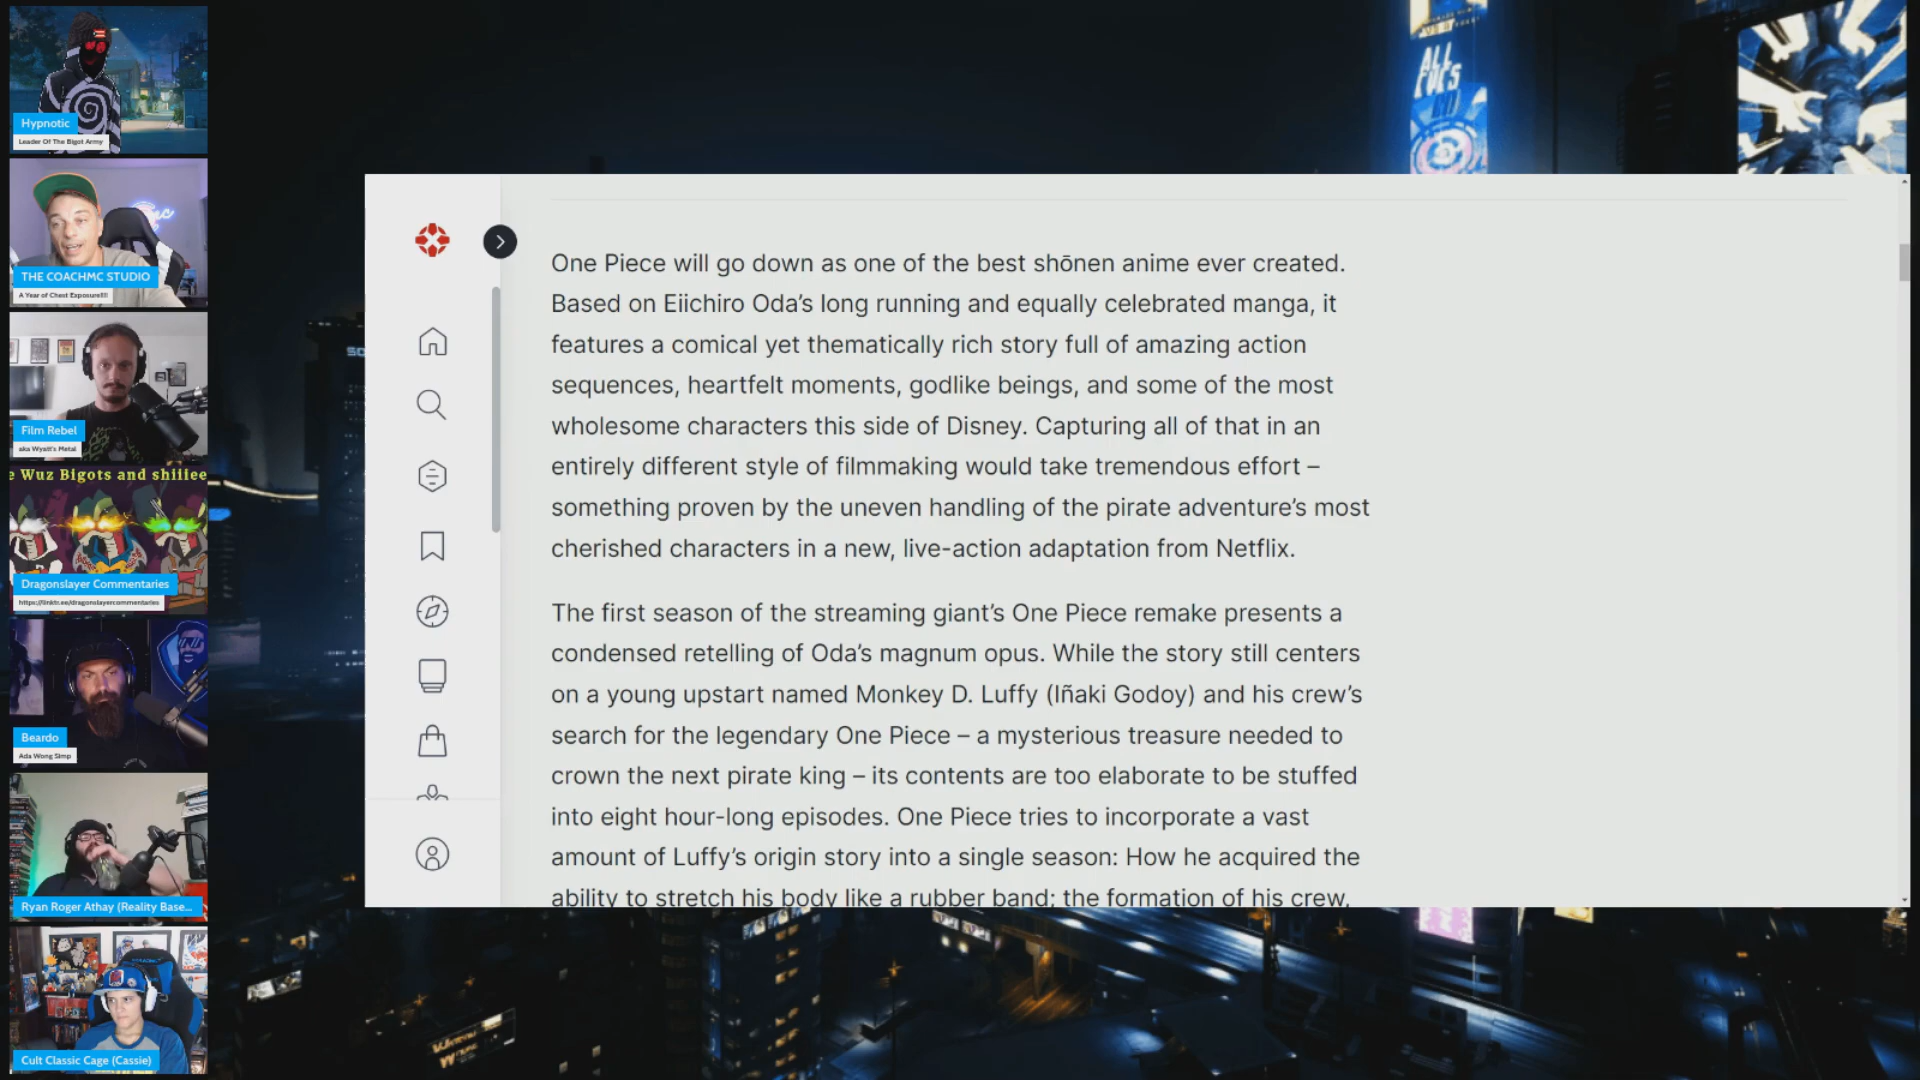 Hypnotic
Leader Of The Bigot Army
THE COACHMC STUDIO
A Year of Chest Exposure!!!!
Film Rebel
aka Wyatt's Metal
e Wuz Bigots and shiiiee
Dragonslayer Commentaries
https://linktr.ee/dragonslayercommentaries
Beardo
Ada Wong Simp
Ryan Roger Athay (Reality Base...
Cult Classic Cage (Cassie)
ALL
One Piece will go down as one of the best shōnen anime ever created.
Based on Eiichiro Oda's long running and equally celebrated manga, it
features a comical yet thematically rich story full of amazing action
sequences, heartfelt moments, godlike beings, and some of the most
wholesome characters this side of Disney. Capturing all of that in an
entirely different style of filmmaking would take tremendous effort –
something proven by the uneven handling of the pirate adventure's most
cherished characters in a new, live-action adaptation from Netflix.
The first season of the streaming giant's One Piece remake presents a
condensed retelling of Oda's magnum opus. While the story still centers
on a young upstart named Monkey D. Luffy (Iñaki Godoy) and his crew's
search for the legendary One Piece – a mysterious treasure needed to
crown the next pirate king – its contents are too elaborate to be stuffed
into eight hour-long episodes. One Piece tries to incorporate a vast
amount of Luffy's origin story into a single season: How he acquired the
ability to stretch his body like a rubber band; the formation of his crew,